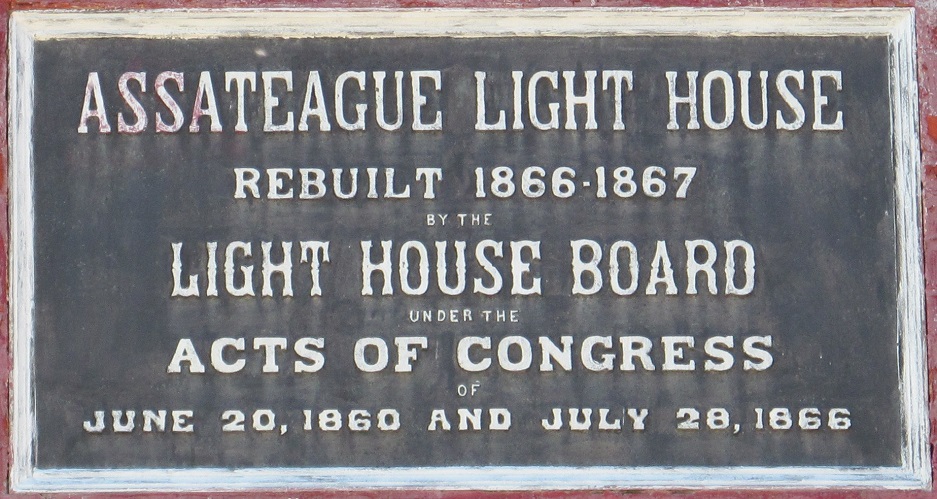 ASSATEAGUE LIGHT HOUSE
REBUILT 1866-1867
BY THE
LIGHT HOUSE BOARD
UNDER THE
ACTS OF CONGRESS
OF
JUNE 20, 1860 AND JULY 28, 1866